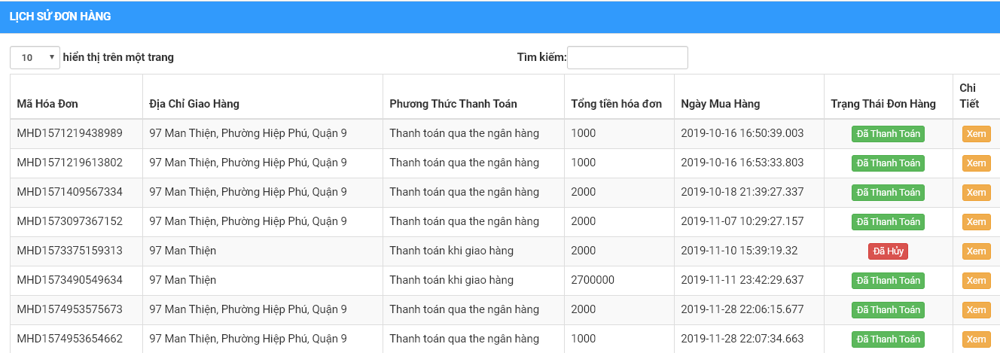 LỊCH SỬ ĐƠN HÀNG
10 hiển thị trên một trang Tìm kiếm:
Mã Hóa Đơn Địa Chỉ Giao Hàng Phương Thức Thanh Toán Tổng tiền hóa đơn Ngày Mua Hàng Trạng Thái Đơn Hàng Chi Tiết
MHD1571219438989 97 Man Thiện, Phường Hiệp Phú, Quận 9 Thanh toán qua the ngân hàng 1000 2019-10-16 16:50:39.003 Đã Thanh Toán Xem
MHD1571219613802 97 Man Thiện, Phường Hiệp Phú, Quận 9 Thanh toán qua the ngân hàng 1000 2019-10-16 16:53:33.803 Đã Thanh Toán Xem
MHD1571409567334 97 Man Thiện, Phường Hiệp Phú, Quận 9 Thanh toán qua the ngân hàng 2000 2019-10-18 21:39:27.337 Đã Thanh Toán Xem
MHD1573097367152 97 Man Thiện, Phường Hiệp Phú, Quận 9 Thanh toán qua the ngân hàng 2000 2019-11-07 10:29:27.157 Đã Thanh Toán Xem
MHD1573375159313 97 Man Thiện Thanh toán khi giao hàng 2000 2019-11-10 15:39:19.32 Đã Hủy Xem
MHD1573490549634 97 Man Thiện Thanh toán khi giao hàng 2700000 2019-11-11 23:42:29.637 Đã Thanh Toán Xem
MHD1574953575673 97 Man Thiện, Phường Hiệp Phú, Quận 9 Thanh toán qua the ngân hàng 2000 2019-11-28 22:06:15.677 Đã Thanh Toán Xem
MHD1574953654662 97 Man Thiện, Phường Hiệp Phú, Quận 9 Thanh toán qua the ngân hàng 1000 2019-11-28 22:07:34.663 Đã Thanh Toán Xem